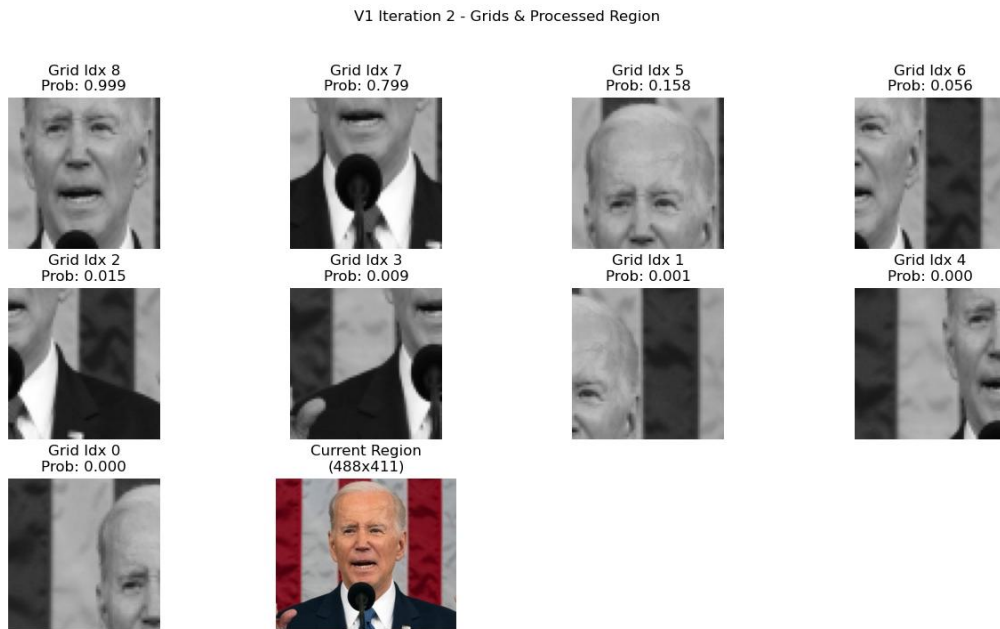 V1 Iteration 2 - Grids & Processed Region
Grid Idx 8
Prob: 0.999
Grid Idx 7
Prob: 0.799
Grid Idx 5
Prob: 0.158
Grid Idx 6
Prob: 0.056
Grid Idx 2
Prob: 0.015
Grid Idx 3
Prob: 0.009
Grid Idx 1
Prob: 0.001
Grid Idx 4
Prob: 0.000
Grid Idx 0
Prob: 0.000
Current Region
(488x411)